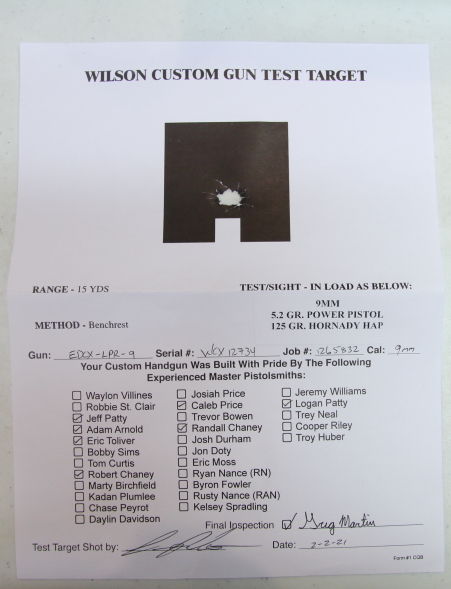 WILSON CUSTOM GUN TEST TARGET
RANGE - 15 YDS
TEST/SIGHT - IN LOAD AS BELOW:
9MM
5.2 GR. POWER PISTOL
METHOD - Benchrest
125 GR. HORNADY HAP
Gun: EDCX-LPR-9 Serial #: WCX12734 Job #: 265832 Cal: 9mm
Your Custom Handgun Was Built With Pride By The Following
Experienced Master Pistolsmiths:
Waylon Villines
Robbie St. Clair
Jeff Patty
Adam Arnold
Eric Toliver
Bobby Sims
Tom Curtis
Robert Chaney
Marty Birchfield
Kadan Plumlee
Chase Peyrot
Daylin Davidson
Josiah Price
Caleb Price
Trevor Bowen
Randall Chaney
Josh Durham
Jon Doty
Eric Moss
Ryan Nance (RN)
Byron Fowler
Rusty Nance (RAN)
Kelsey Spradling
Jeremy Williams
Logan Patty
Trey Neal
Cooper Riley
Troy Huber
Final Inspection Greg Martin
Test Target Shot by:
Date: 2-2-21
Form#1 CQB